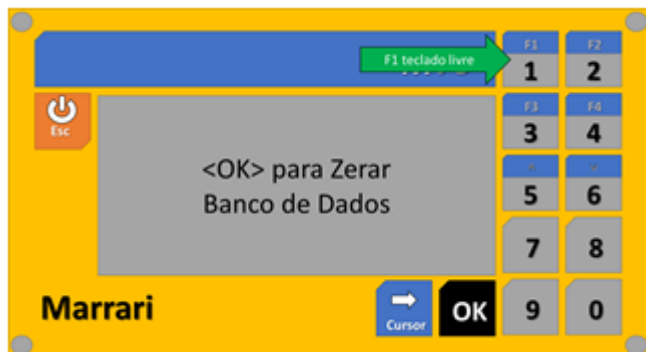 F1 teclado livre
F1
F2
1
2
Esc
F3
F4
3
4
<OK> para Zerar
Banco de Dados
5
6
7
8
Marrari
Cursor
OK
9
0